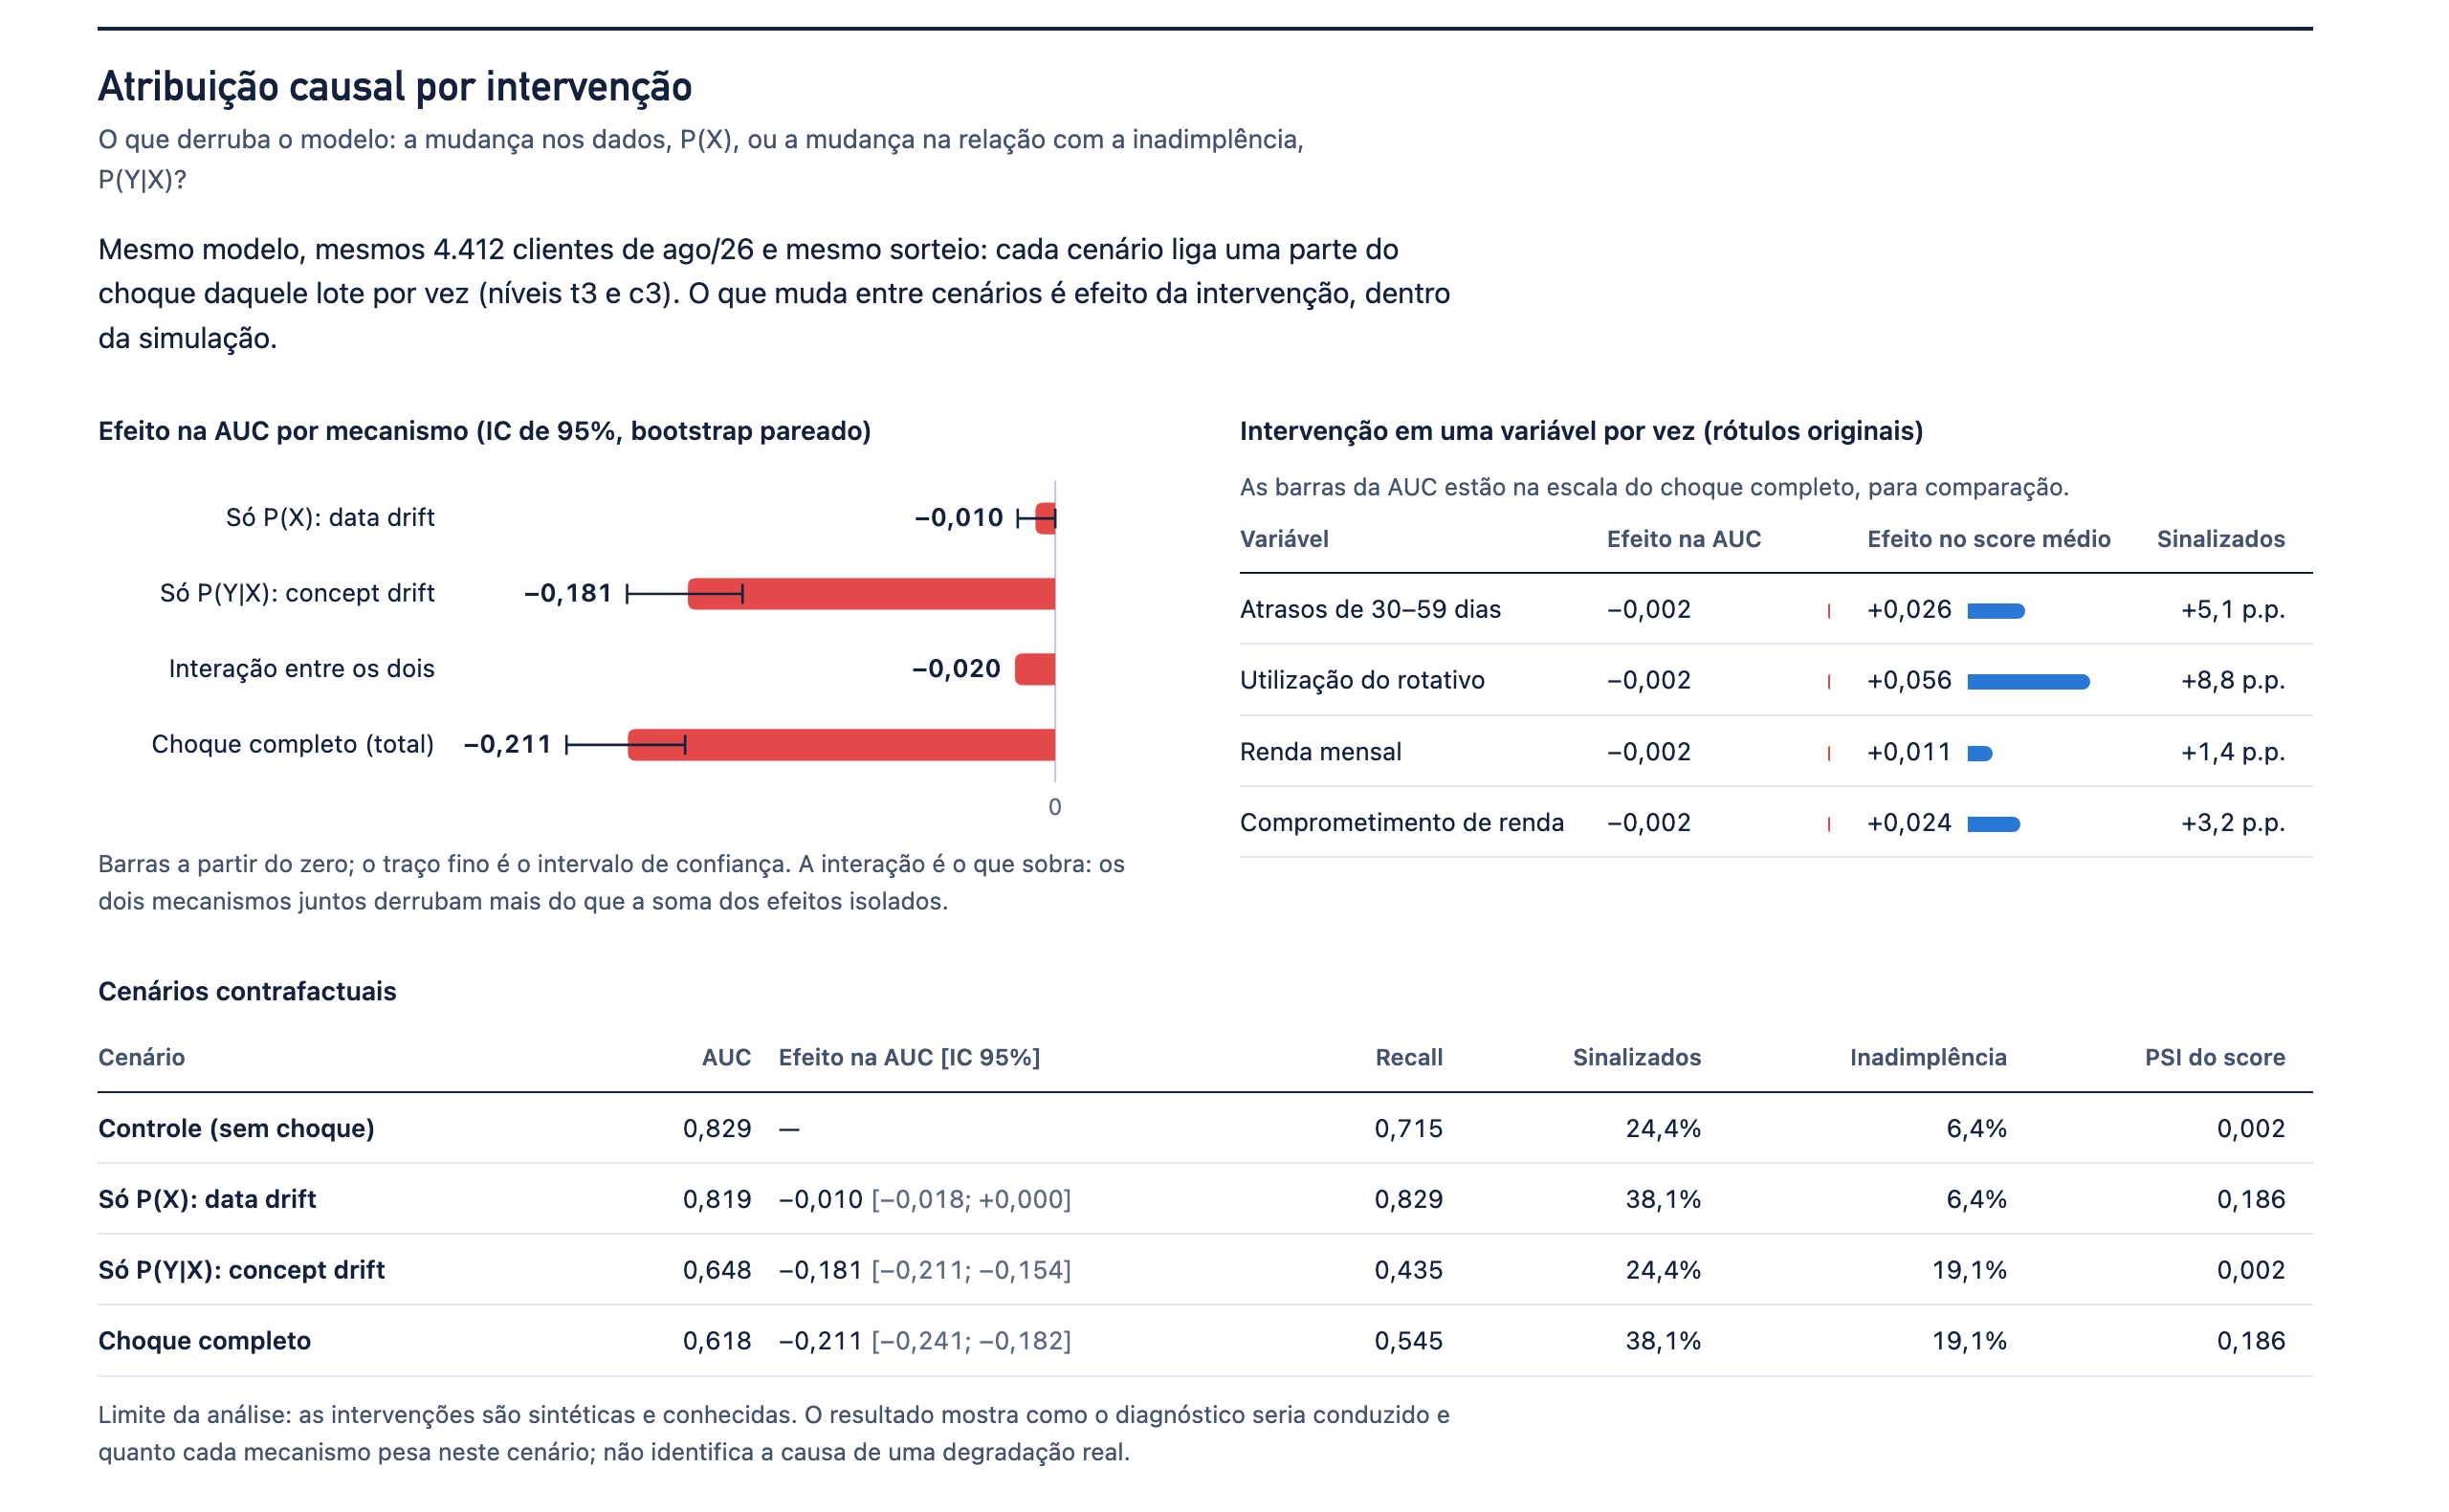 Atribuição causal por intervenção
O que derruba o modelo: a mudança nos dados, P(X), ou a mudança na relação com a inadimplência,
P(Y|X)?
Mesmo modelo, mesmos 4.412 clientes de ago/26 e mesmo sorteio: cada cenário liga uma parte do
choque daquele lote por vez (níveis t3 e c3). O que muda entre cenários é efeito da intervenção, dentro
da simulação.
Efeito na AUC por mecanismo (IC de 95%, bootstrap pareado)
Só P(X): data drift −0,010
Só P(Y|X): concept drift −0,181
Interação entre os dois −0,020
Choque completo (total) −0,211
0
Barras a partir do zero; o traço fino é o intervalo de confiança. A interação é o que sobra: os
dois mecanismos juntos derrubam mais do que a soma dos efeitos isolados.
Intervenção em uma variável por vez (rótulos originais)
As barras da AUC estão na escala do choque completo, para comparação.
Variável Efeito na AUC Efeito no score médio Sinalizados
Atrasos de 30–59 dias −0,002 +0,026 +5,1 p.p.
Utilização do rotativo −0,002 +0,056 +8,8 p.p.
Renda mensal −0,002 +0,011 +1,4 p.p.
Comprometimento de renda −0,002 +0,024 +3,2 p.p.
Cenários contrafactuais
Cenário AUC Efeito na AUC [IC 95%] Recall Sinalizados Inadimplência PSI do score
Controle (sem choque) 0,829 — 0,715 24,4% 6,4% 0,002
Só P(X): data drift 0,819 −0,010 [−0,018; +0,000] 0,829 38,1% 6,4% 0,186
Só P(Y|X): concept drift 0,648 −0,181 [−0,211; −0,154] 0,435 24,4% 19,1% 0,002
Choque completo 0,618 −0,211 [−0,241; −0,182] 0,545 38,1% 19,1% 0,186
Limite da análise: as intervenções são sintéticas e conhecidas. O resultado mostra como o diagnóstico seria conduzido e
quanto cada mecanismo pesa neste cenário; não identifica a causa de uma degradação real.